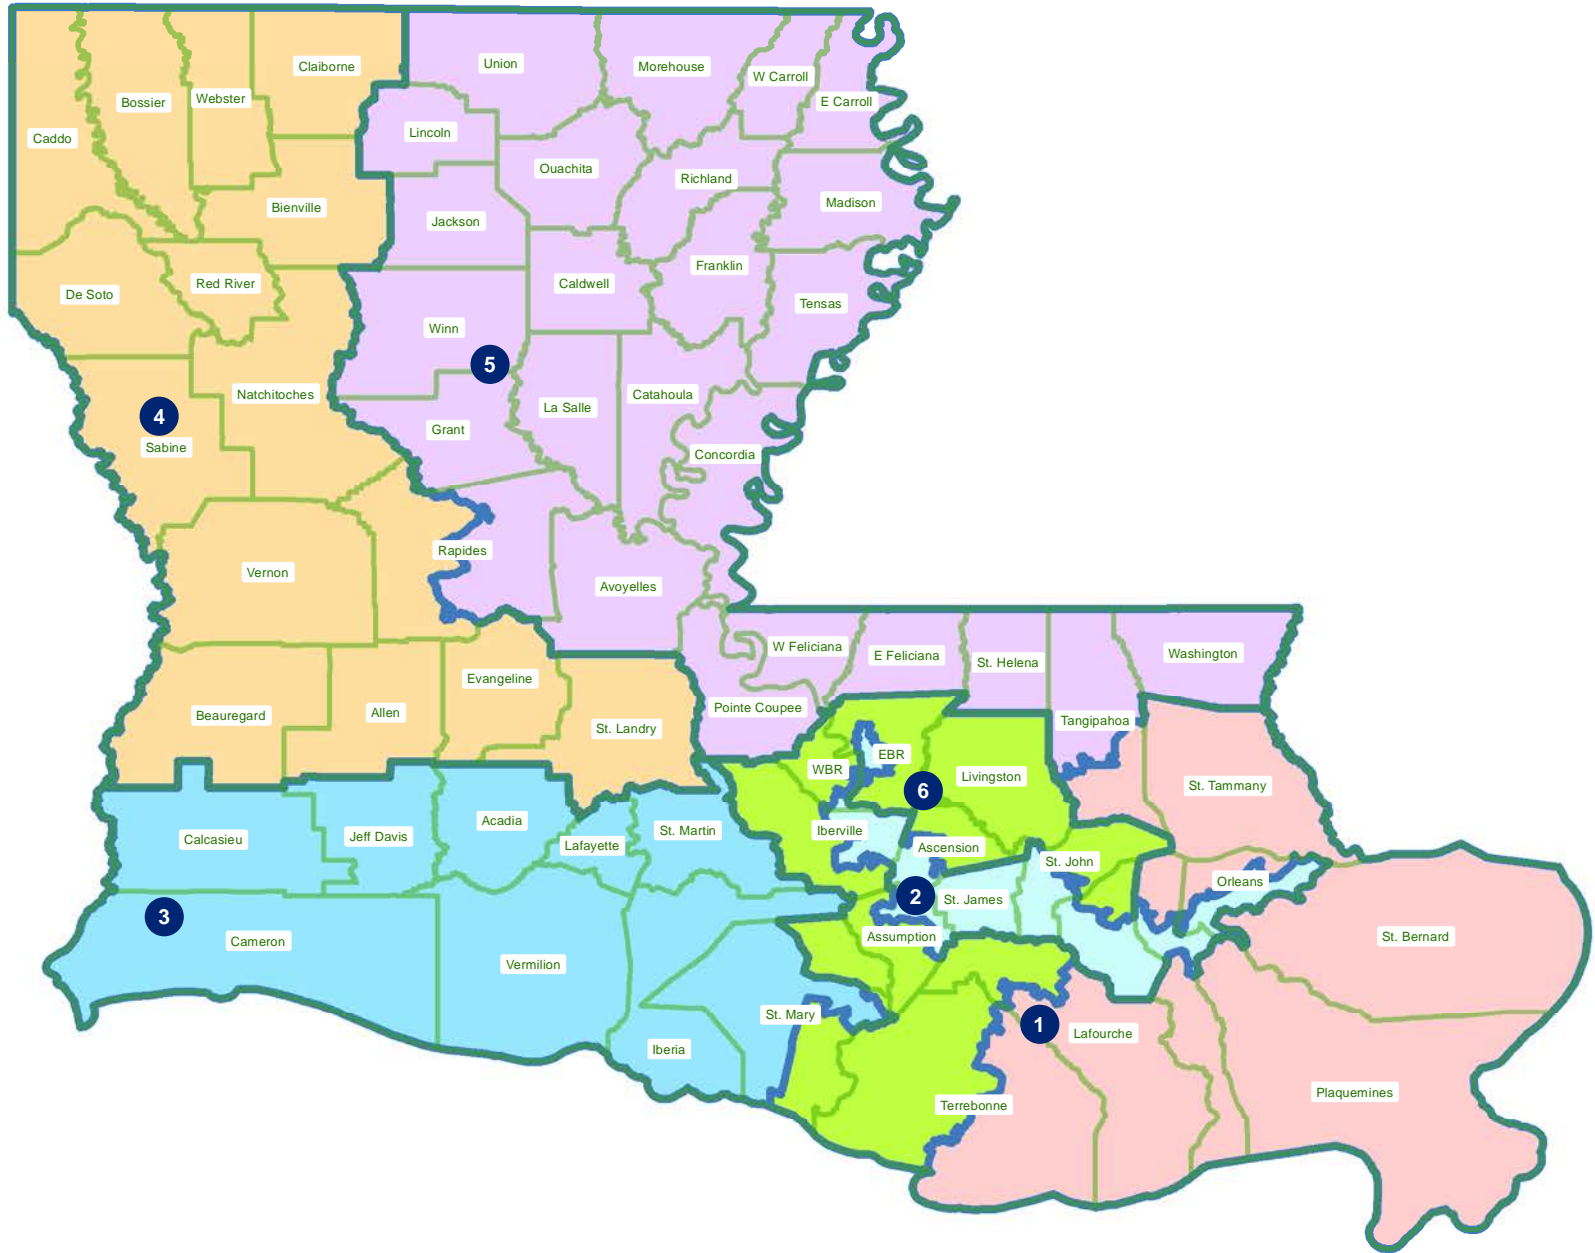 Union
Claiborne
Morehouse
W Carroll
Webster
Bossier
E Carroll
Lincoln
Caddo
Ouachita
Richland
Madison
Bienville
Jackson
Franklin
Red River
Caldwell
De Soto
Tensas
Winn
5
Natchitoches
Catahoula
La Salle
4
Grant
Sabine
Concordia
Rapides
Vernon
Avoyelles
W Feliciana
E Feliciana
Washington
St. Helena
Evangeline
Pointe Coupee
Allen
Beauregard
Tangipahoa
St. Landry
EBR
WBR
Livingston
St. Tammany
6
Acadia
Iberville
St. Martin
Jeff Davis
Calcasieu
Lafayette
Ascension
St. John
Orleans
2
St. James
3
Assumption
St. Bernard
Cameron
Vermilion
St. Mary
1
Lafourche
Iberia
Plaquemines
Terrebonne